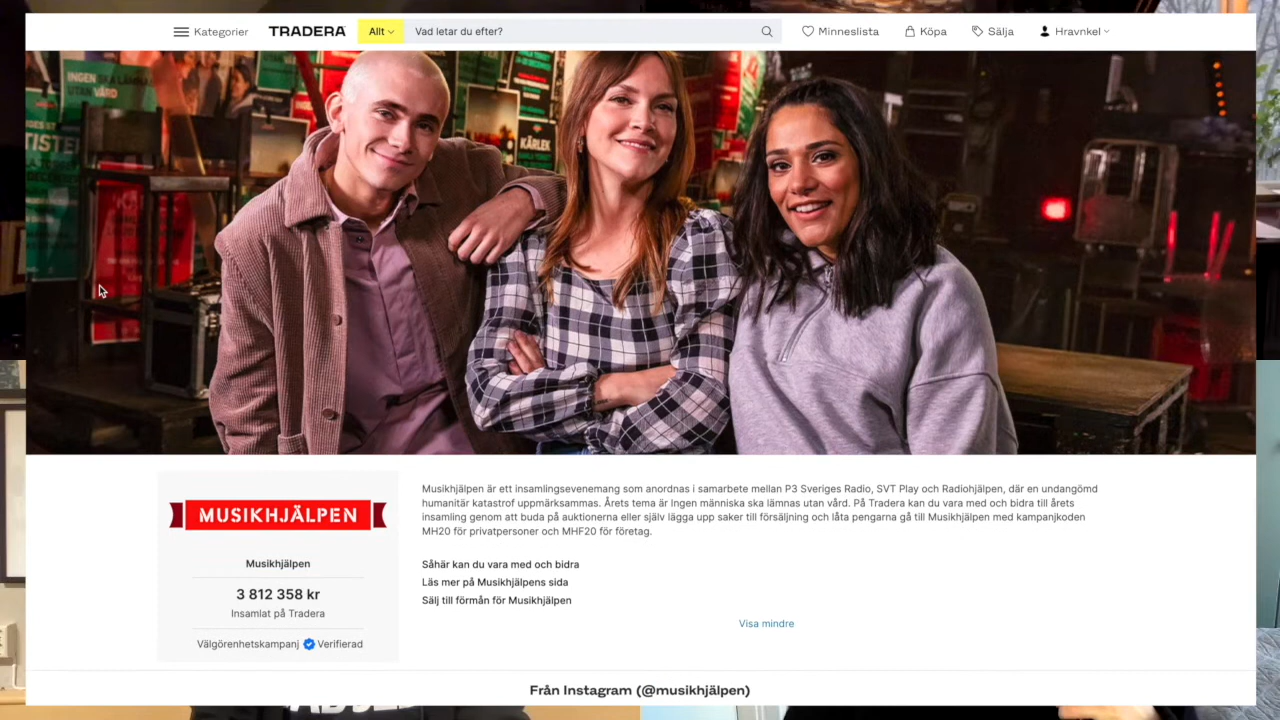 Kategorier
TRADERA
Allt
Vad letar du efter?
Minneslista
Köpa
Sälja
Hravnkel
INGEN
UTAN VÅRD
KÄRLEK
Musikhjälpen är ett insamlingsevenemang som anordnas i samarbete mellan P3 Sveriges Radio, SVT Play och Radiohjälpen, där en undangömd
humanitär katastrof uppmärksammas. Årets tema är Ingen människa ska lämnas utan vård. På Tradera kan du vara med och bidra till årets
insamling genom att buda på auktionerna eller själv lägga upp saker till försäljning och låta pengarna gå till Musikhjälpen med kampanjkoden
MH20 för privatpersoner och MHF20 för företag.
MUSIKHJÄLPEN
Musikhjälpen
3 812 358 kr
Insamlat på Tradera
Välgörenhetskampanj Verifierad
Såhär kan du vara med och bidra
Läs mer på Musikhjälpens sida
Sälj till förmån för Musikhjälpen
Visa mindre
Från Instagram (@musikhjälpen)